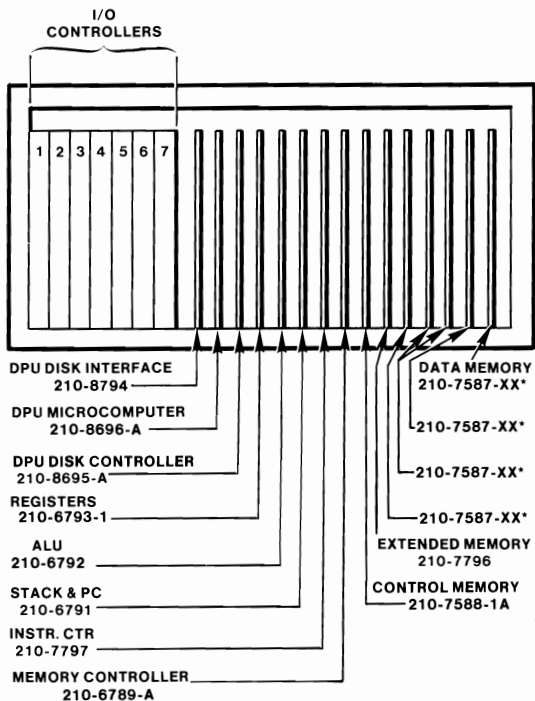 I/O
CONTROLLERS
1 2 3 4 5 6 7
DPU DISK INTERFACE
210-8794
DPU MICROCOMPUTER
210-8696-A
DPU DISK CONTROLLER
210-8695-A
REGISTERS
210-6793-1
ALU
210-6792
STACK & PC
210-6791
INSTR. CTR
210-7797
MEMORY CONTROLLER
210-6789-A
DATA MEMORY
210-7587-XX*
210-7587-XX*
210-7587-XX*
210-7587-XX*
EXTENDED MEMORY
210-7796
CONTROL MEMORY
210-7588-1A